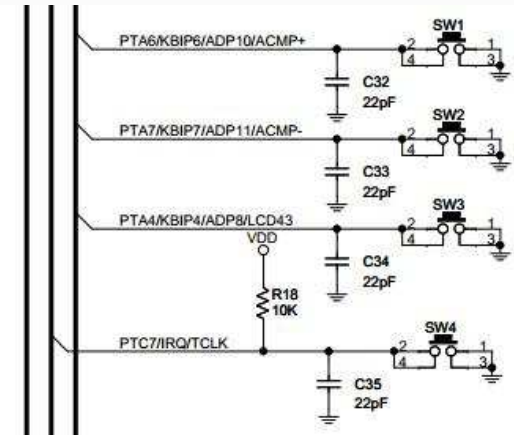 SW1
PTA6/KBIP6/ADP10/ACMP+ 2 1
4 3
C32
22pF
SW2
PTA7/KBIP7/ADP11/ACMP- 2 1
4 3
C33
22pF
SW3
PTA4/KBIP4/ADP8/LCD43 2 1
4 3
VDD
C34
22pF
R18
10K
SW4
PTC7/IRQ/TCLK 2 1
4 3
C35
22pF